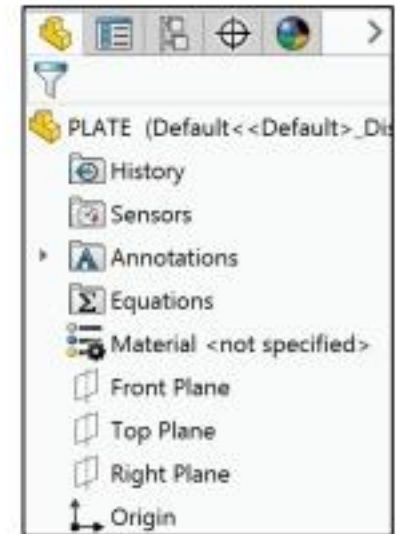 PLATE (Default<<Default>_Dis
History
Sensors
A Annotations
Σ Equations
Material <not specified>
Front Plane
Top Plane
Right Plane
Origin